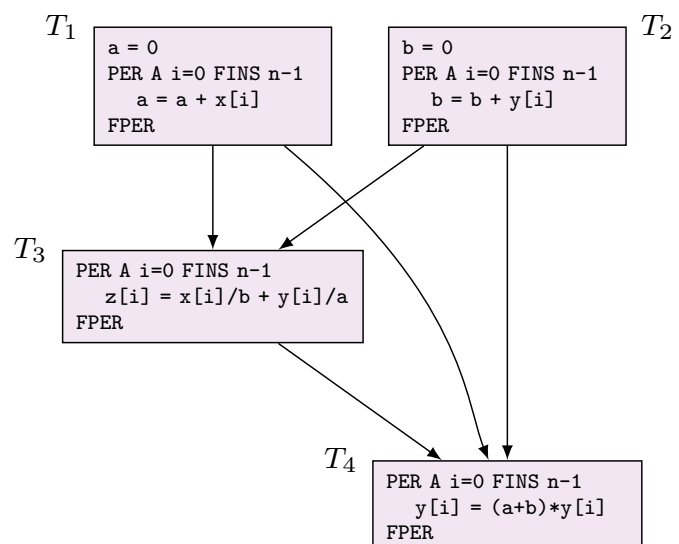 T1
a = 0
PER A i=0 FINS n-1
a = a + x[i]
FPER
T2
b = 0
PER A i=0 FINS n-1
b = b + y[i]
FPER
T3
PER A i=0 FINS n-1
z[i] = x[i]/b + y[i]/a
FPER
T4
PER A i=0 FINS n-1
y[i] = (a+b)*y[i]
FPER